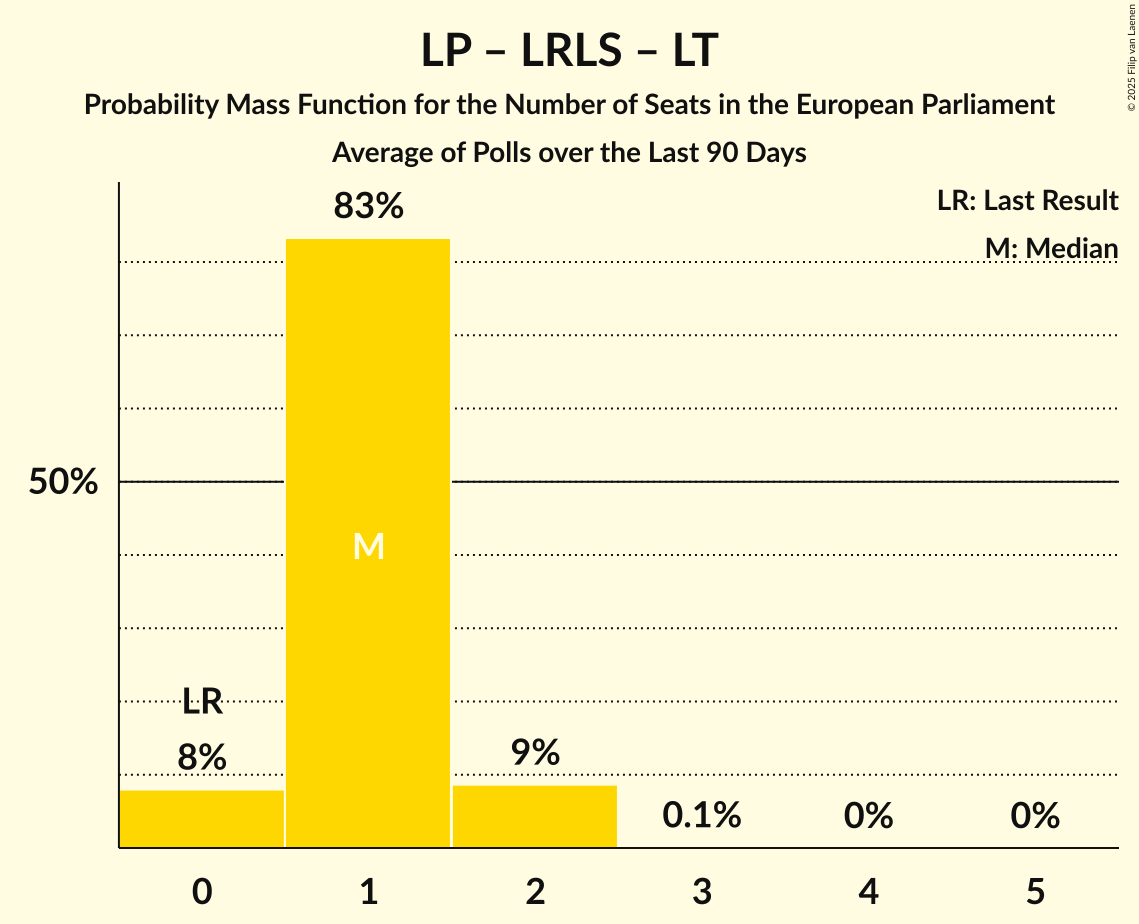 LP – LRLS – LT
Probability Mass Function for the Number of Seats in the European Parliament
Average of Polls over the Last 90 Days
© 2025 Filip van Laenen
LR: Last Result
M: Median
83%
50%
M
LR
8%
9%
0.1%
0%
0%
0
1
2
3
4
5